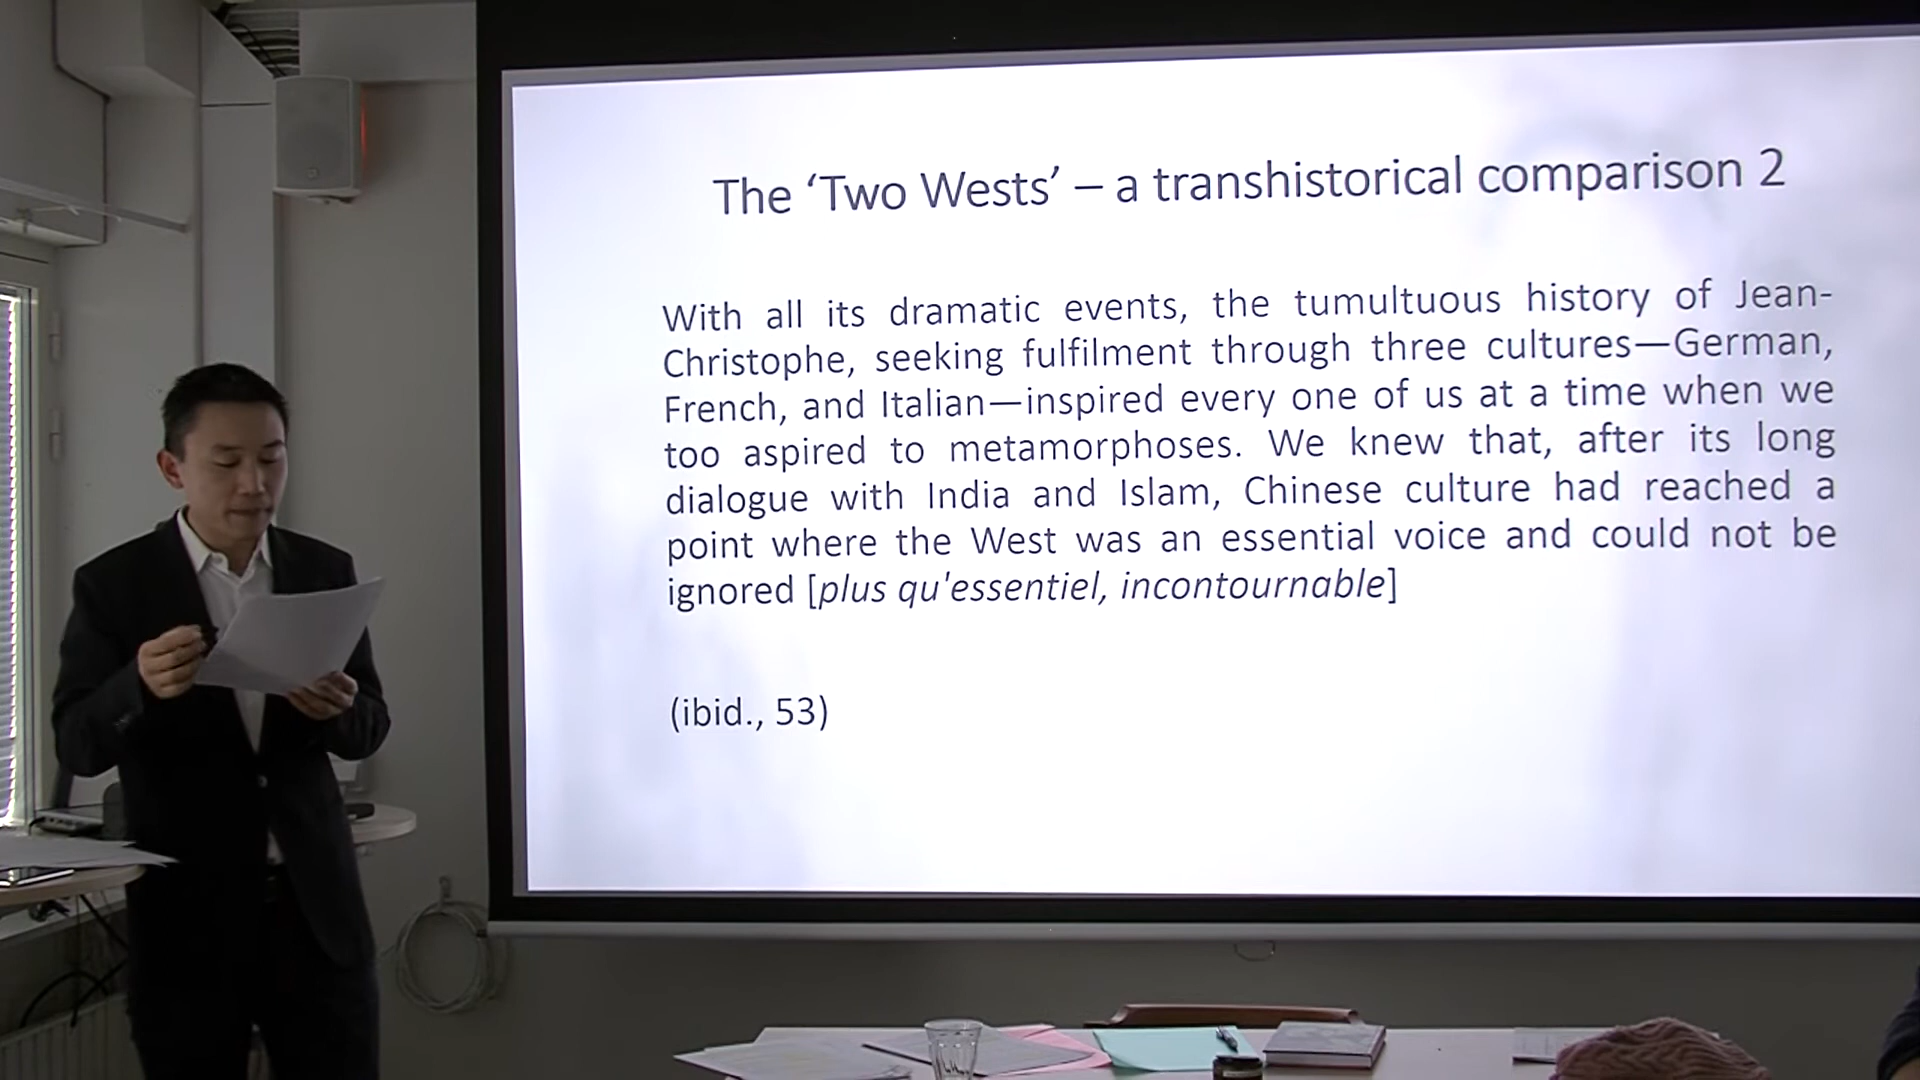 The ‘Two Wests’ – a transhistorical comparison 2
With all its dramatic events, the tumultuous history of Jean-
Christophe, seeking fulfilment through three cultures—German,
French, and Italian—inspired every one of us at a time when we
too aspired to metamorphoses. We knew that, after its long
dialogue with India and Islam, Chinese culture had reached a
point where the West was an essential voice and could not be
ignored [plus qu'essentiel, incontournable]
(ibid., 53)